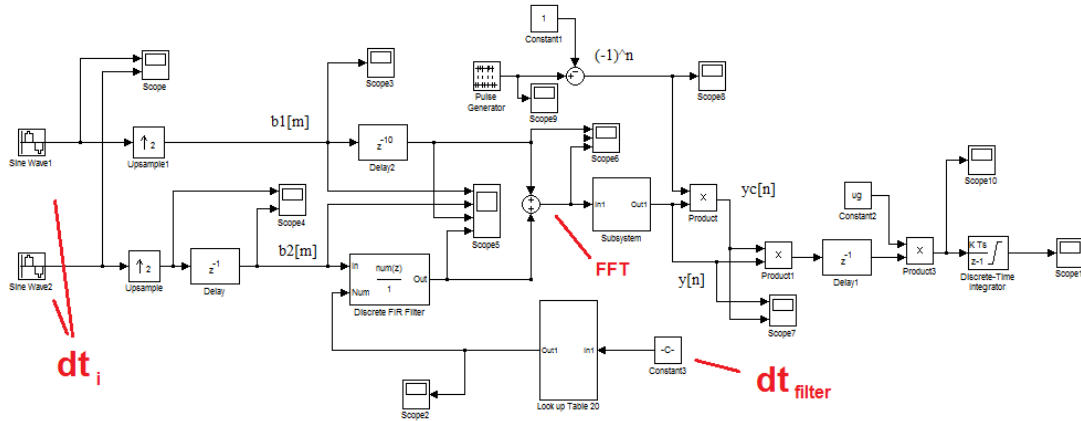 1
Constant1
(-1)^n
Scope
Scope3
Pulse
Generator
Scope9
Scope8
b1[m]
Sine Wave1
2
Upsample1
z
-10
Delay2
Scope6
yc[n]
Scope10
ug
Constant2
In1
Out1
Subsystem
X
Product
Scope4
Scope5
FFT
b2[m]
Sine Wave2
2
Upsample
z
-1
Delay
In
Num
num(z)
1
Out
Discrete FIR Filter
y[n]
X
Product1
z
-1
Delay1
X
Product3
K Ts
z-1
Discrete-Time
Integrator
Scope1
Scope7
dt i
Scope2
Out1
In1
Look up Table 20
-C-
Constant3
dt filter